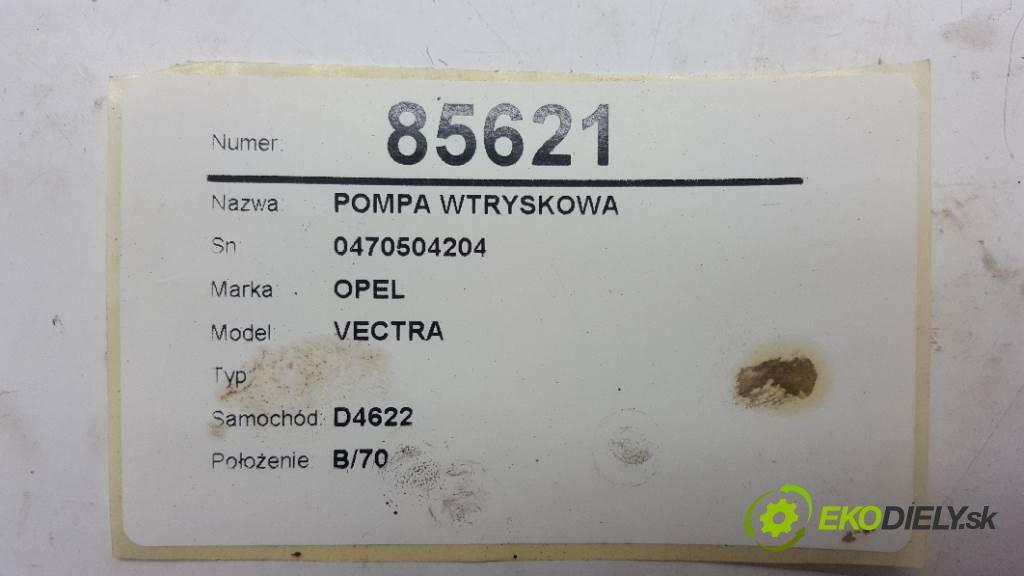 Numer: 85621
Nazwa POMPA WTRYSKOWA
Sn 0470504204
Marka OPEL
Model VECTRA
Typ
Samochód: D4622
Położenie B/70
EKODIELY.sk